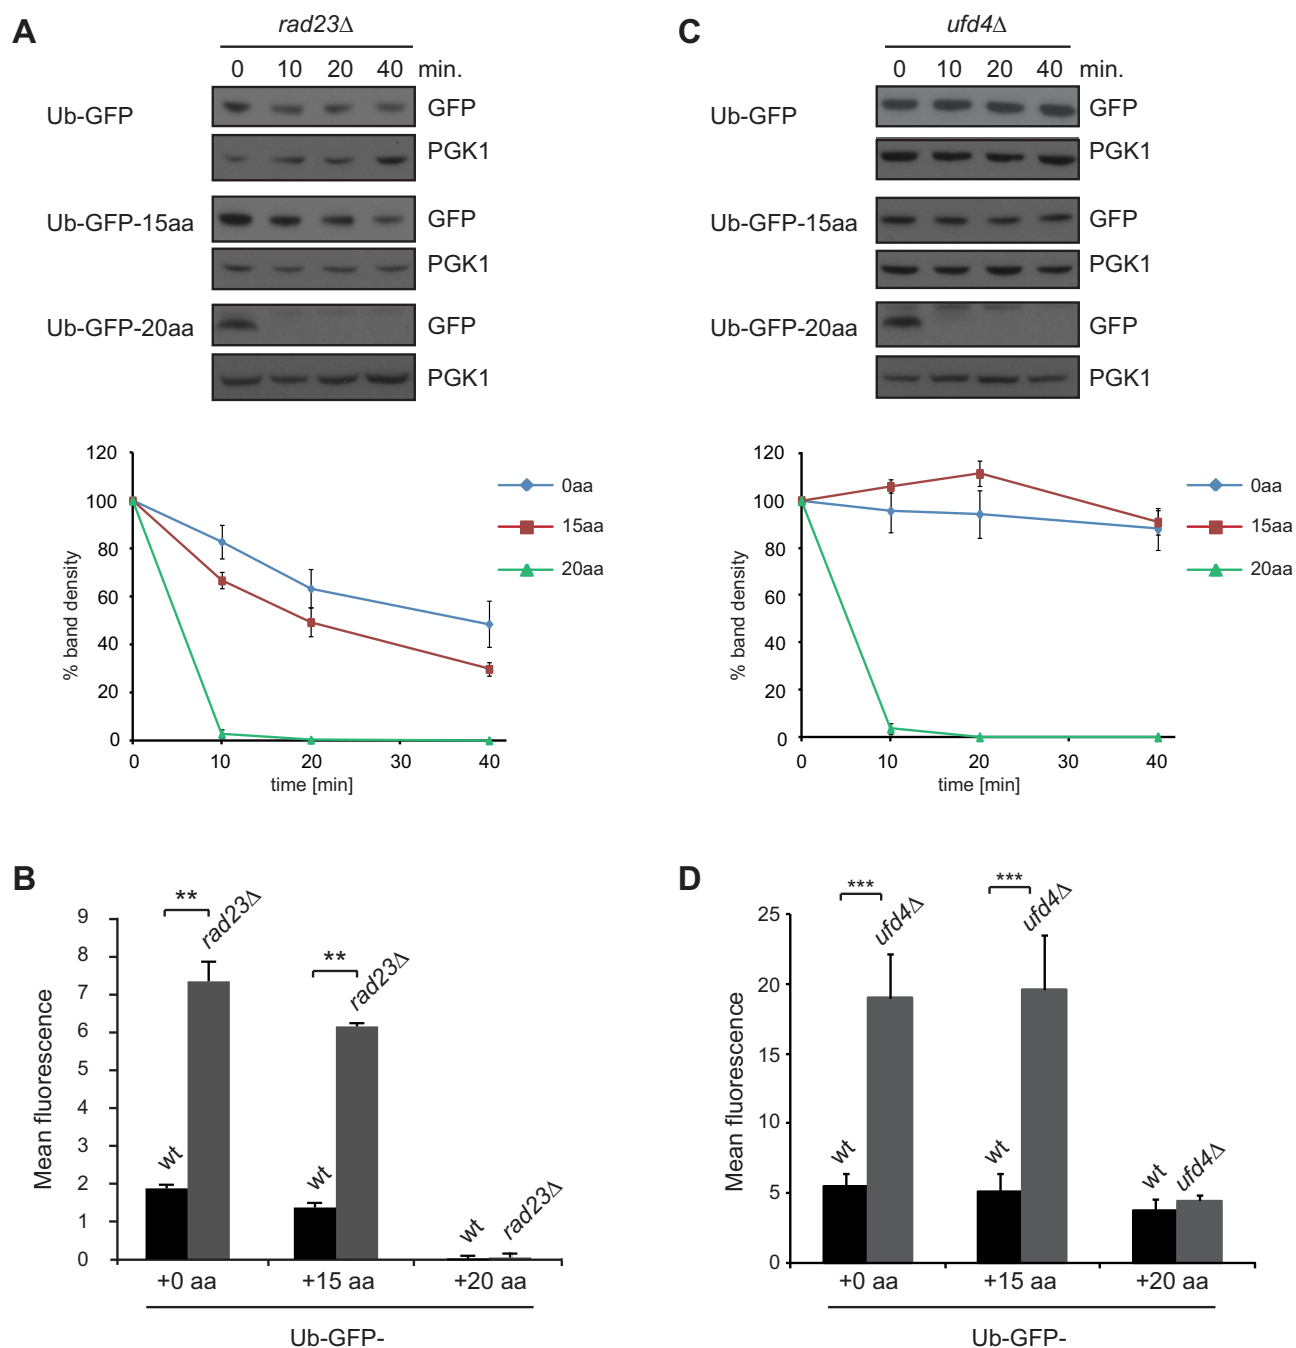 A
rad23Δ
0 10 20 40 min.
Ub-GFP
GFP
PGK1
Ub-GFP-15aa
GFP
PGK1
Ub-GFP-20aa
GFP
PGK1
120
100
80
60
40
20
0
% band density
0 10 20 30 40
time [min]
0aa
15aa
20aa
C
ufd4Δ
0 10 20 40 min.
Ub-GFP
GFP
PGK1
Ub-GFP-15aa
GFP
PGK1
Ub-GFP-20aa
GFP
PGK1
120
100
80
60
40
20
0
% band density
0 10 20 30 40
time [min]
0aa
15aa
20aa
B
9
8
7
6
5
4
3
2
1
0
Mean fluorescence
**
wt
rad23Δ
**
wt
rad23Δ
wt
rad23Δ
+0 aa +15 aa +20 aa
Ub-GFP-
D
25
20
15
10
5
0
Mean fluorescence
***
wt
ufd4Δ
***
wt
ufd4Δ
wt
ufd4Δ
+0 aa +15 aa +20 aa
Ub-GFP-